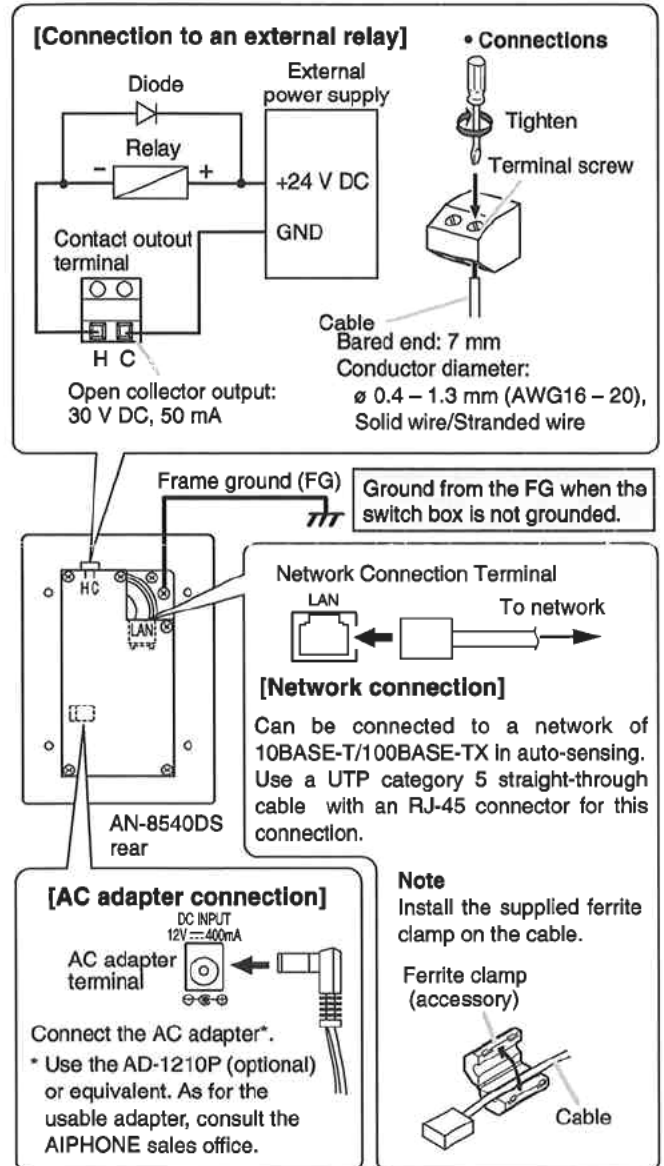 [Connection to an external relay]
• Connections
Diode
External
power supply
Tighten
Relay
Terminal screw
– +
+24 V DC
GND
Contact outout
terminal
H C
Cable
Bared end: 7 mm
Conductor diameter:
ø 0.4 – 1.3 mm (AWG16 – 20),
Solid wire/Stranded wire
Open collector output:
30 V DC, 50 mA
Frame ground (FG)
Ground from the FG when the
switch box is not grounded.
HC
LAN
AN-8540DS
rear
Network Connection Terminal
LAN
To network
[Network connection]
Can be connected to a network of
10BASE-T/100BASE-TX in auto-sensing.
Use a UTP category 5 straight-through
cable with an RJ-45 connector for this
connection.
[AC adapter connection]
DC INPUT
12V 400mA
AC adapter
terminal
Connect the AC adapter*.
* Use the AD-1210P (optional)
or equivalent. As for the
usable adapter, consult the
AIPHONE sales office.
Note
Install the supplied ferrite
clamp on the cable.
Ferrite clamp
(accessory)
Cable